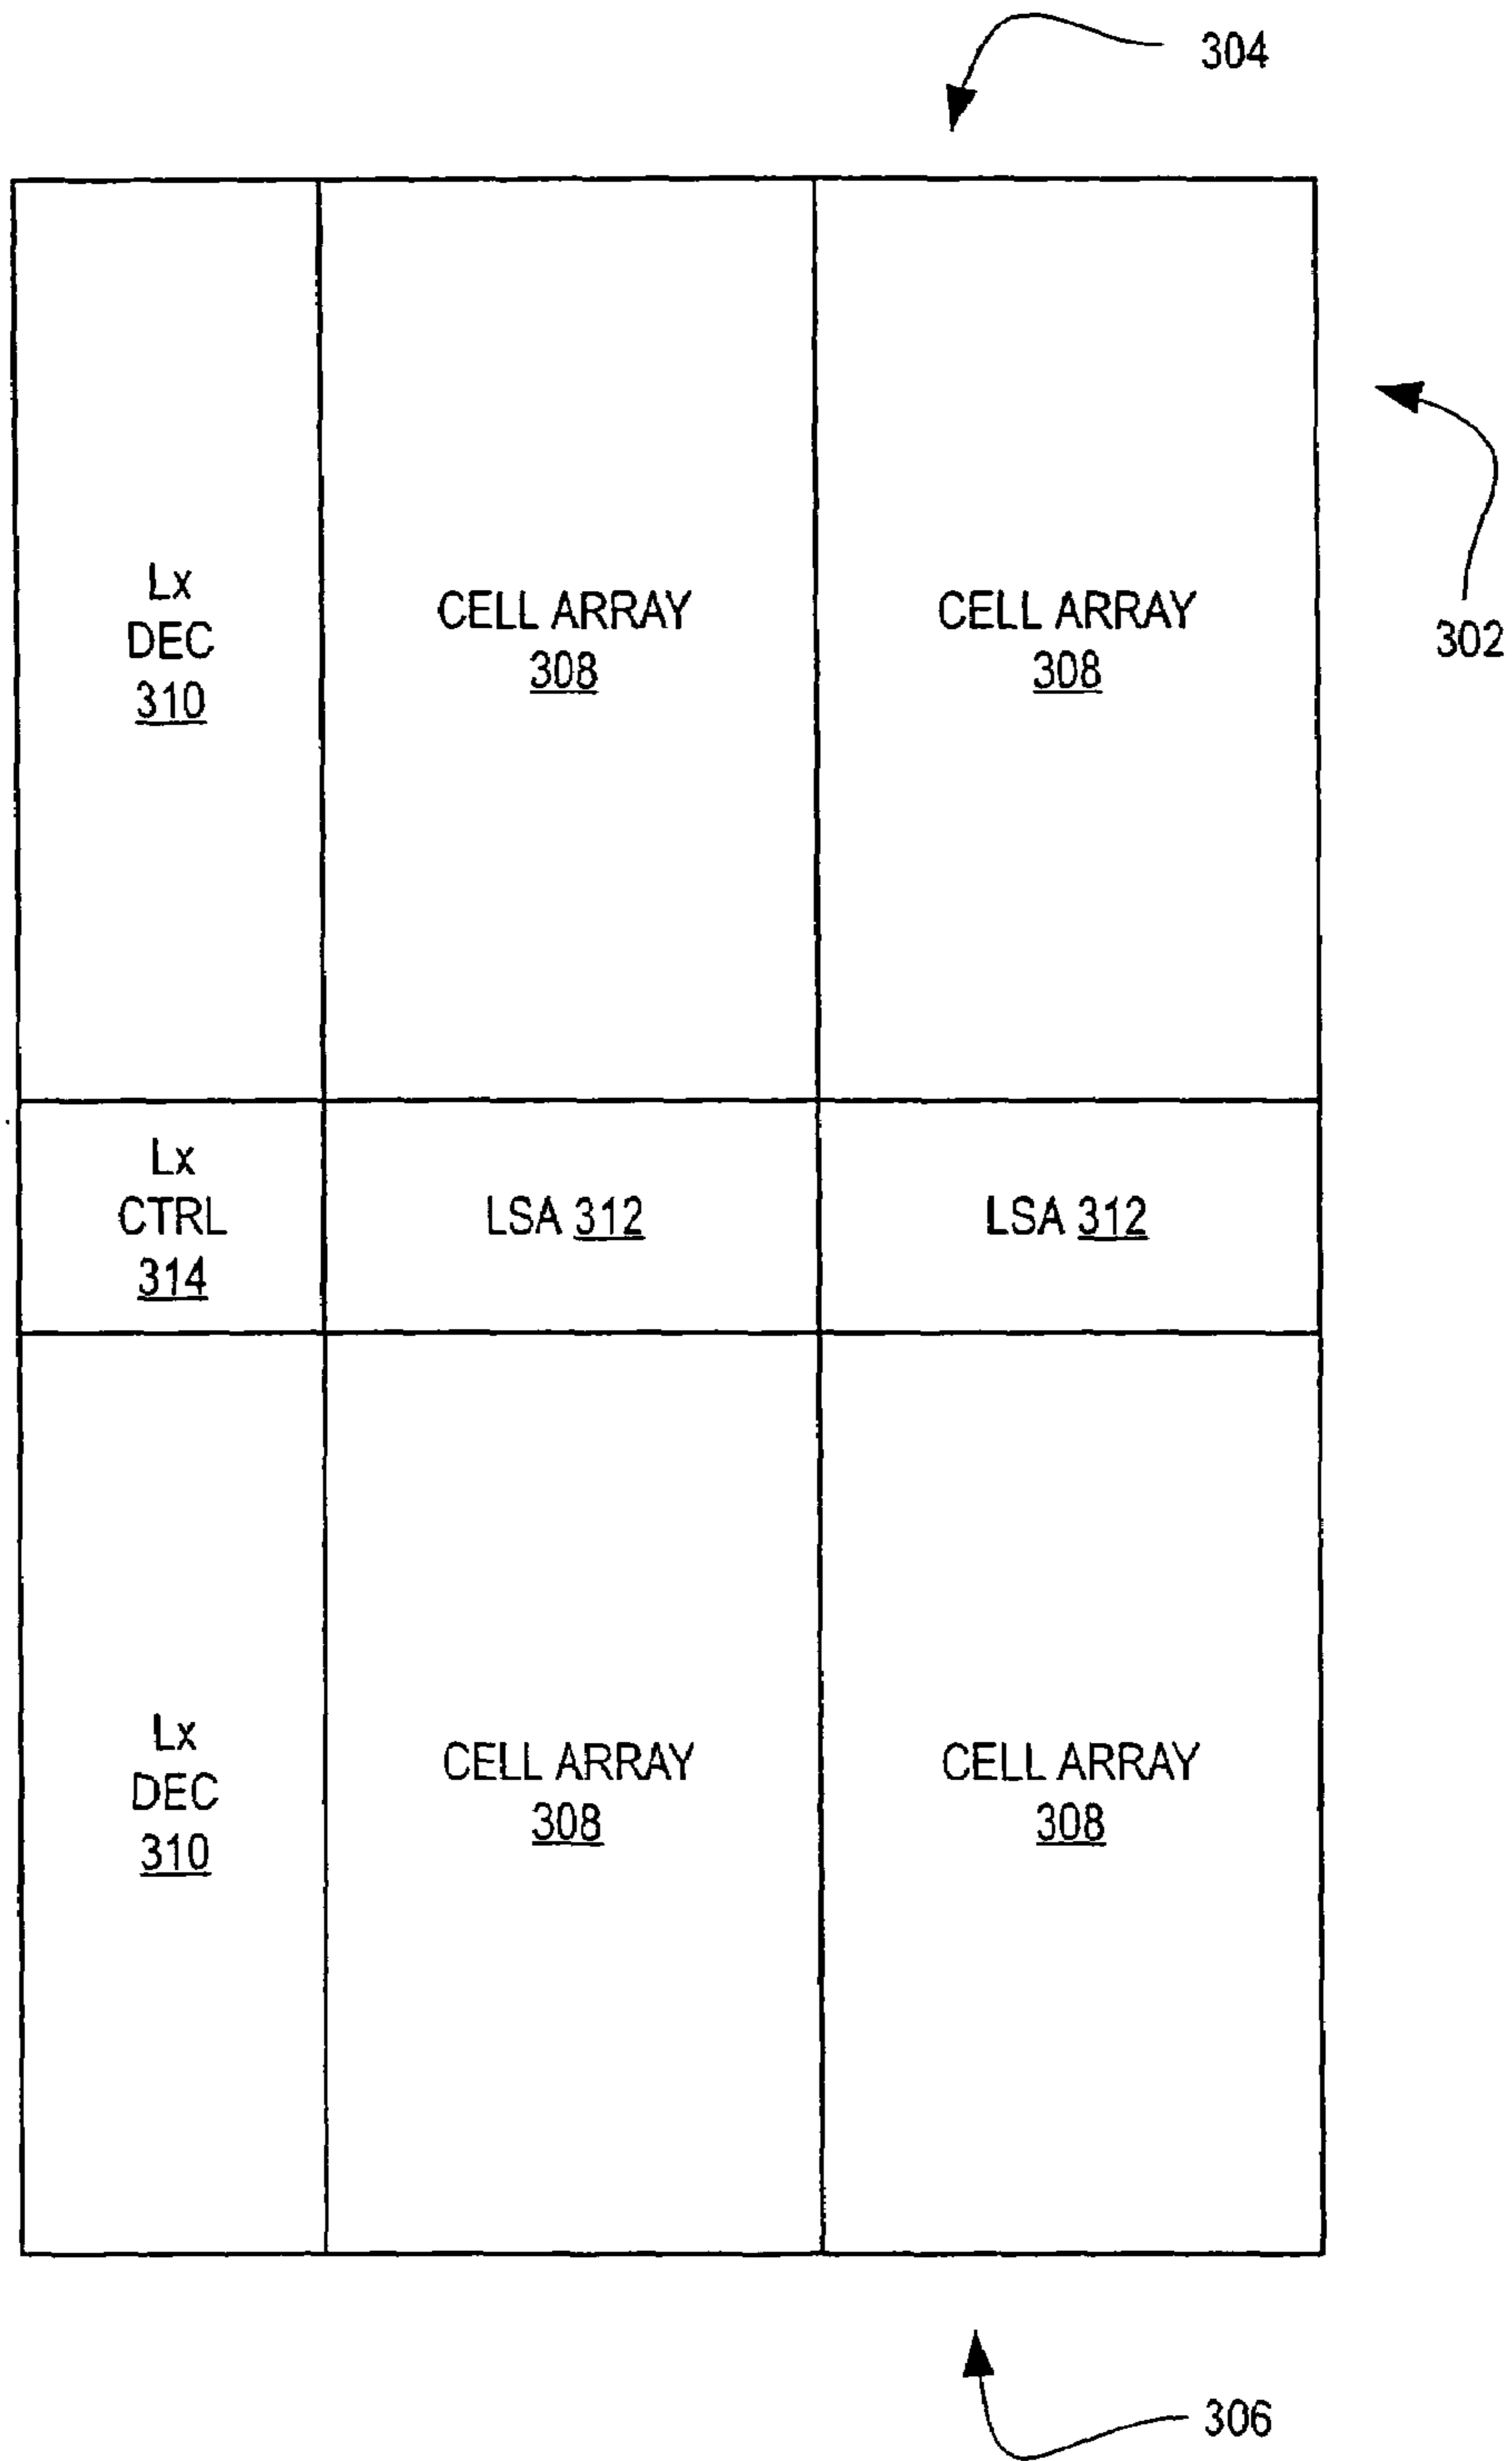 304
302
Lx
DEC
310
CELL ARRAY
308
CELL ARRAY
308
Lx
CTRL
314
LSA 312
LSA 312
Lx
DEC
310
CELL ARRAY
308
CELL ARRAY
308
306